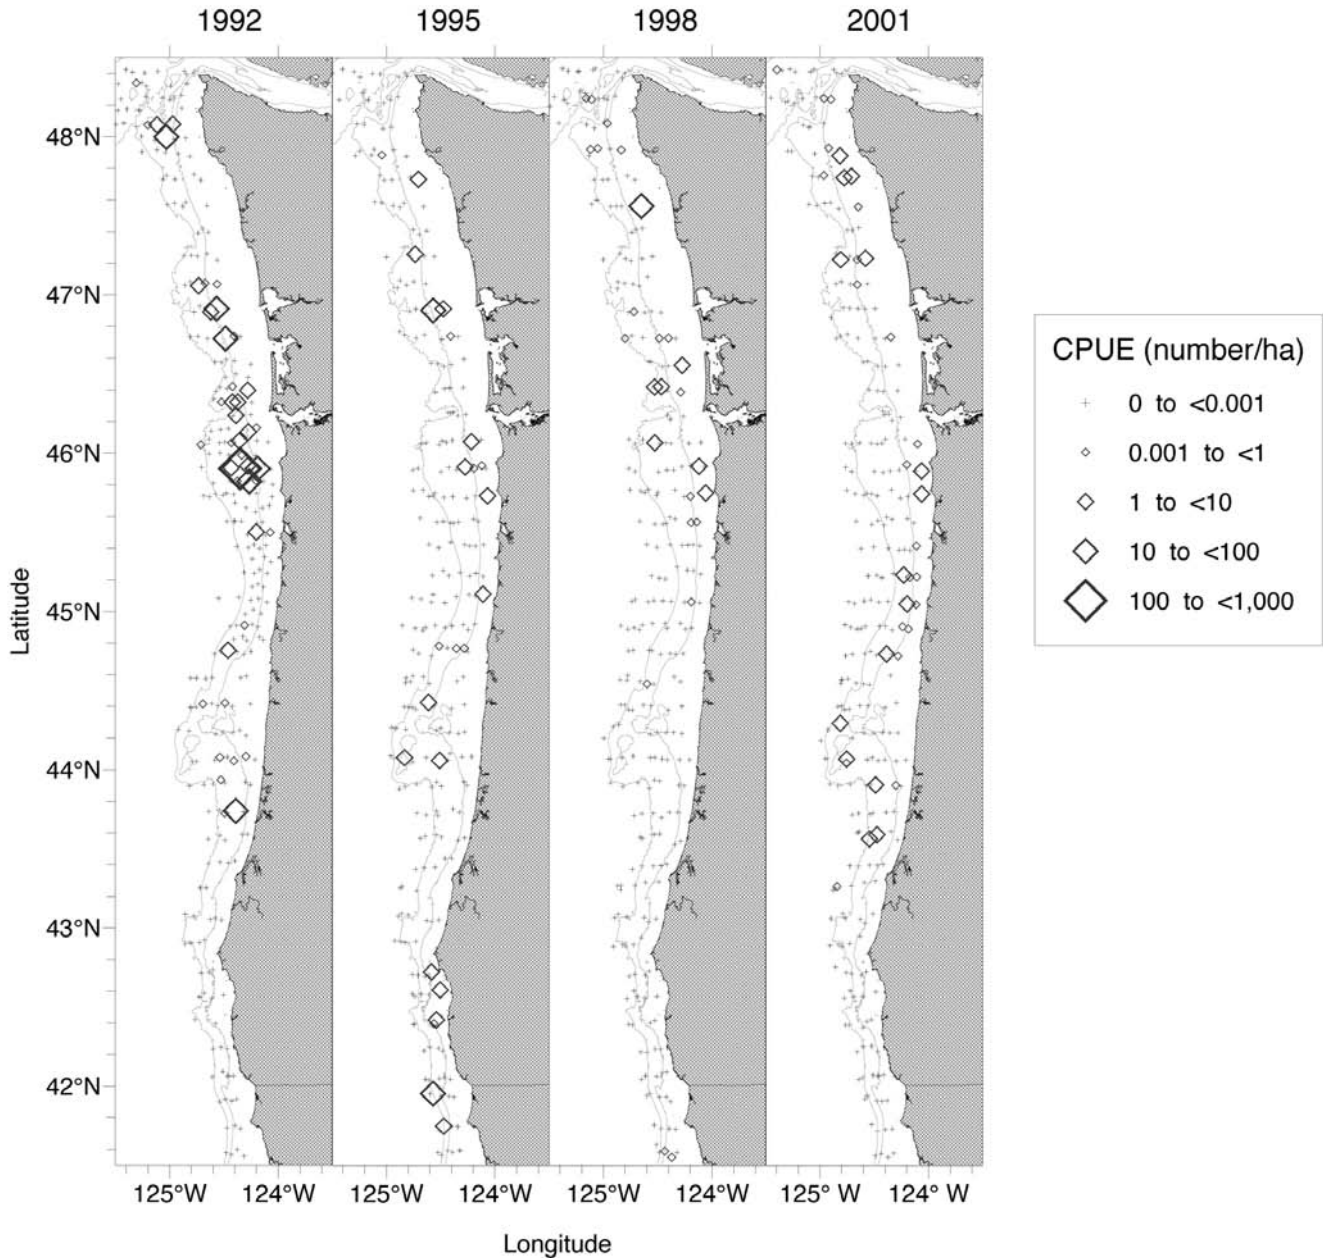 1992 1995 1998 2001
48°N
47°N
46°N
45°N
44°N
43°N
42°N
Latitude
125°W 124°W 125°W 124°W 125°W 124°W 125° W 124°W
Longitude
CPUE (number/ha)
0 to <0.001
0.001 to <1
1 to <10
10 to <100
100 to <1,000